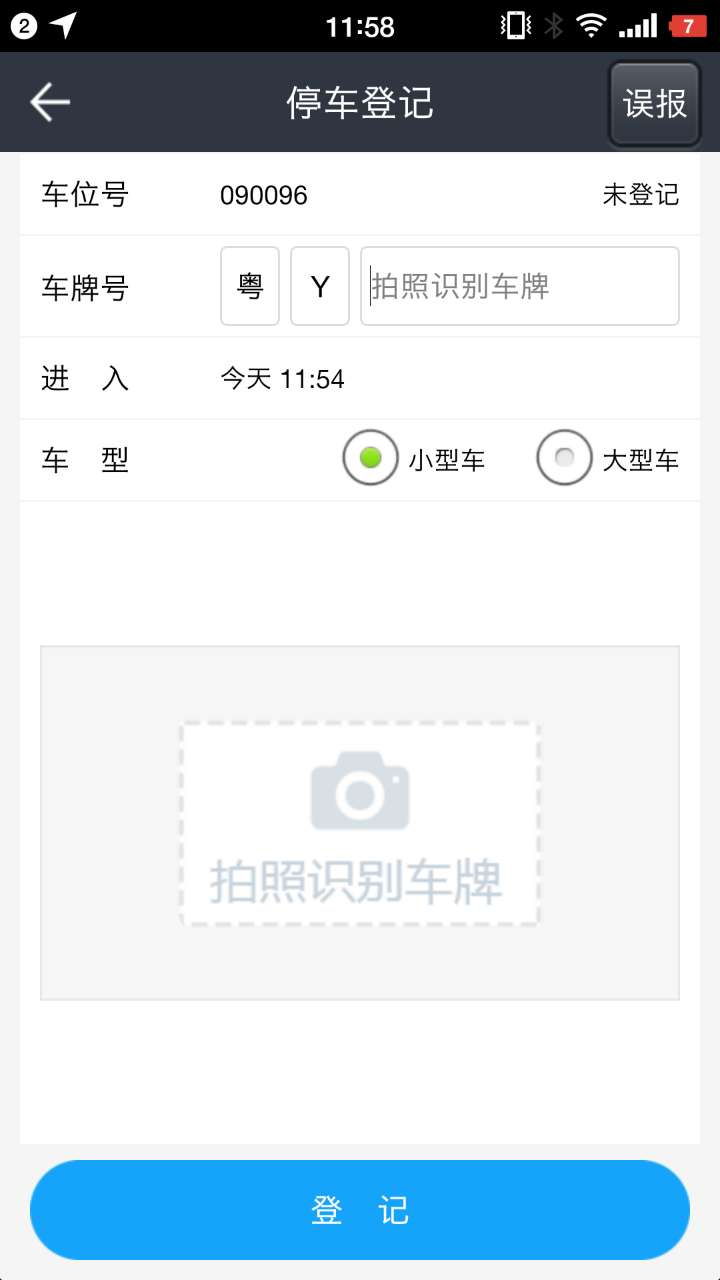 2 11:58 7
停车登记 误报
车位号 090096 未登记
车牌号 粤 Y 拍照识别车牌
进 入 今天 11:54
车 型 小型车 大型车
拍照识别车牌
登 记